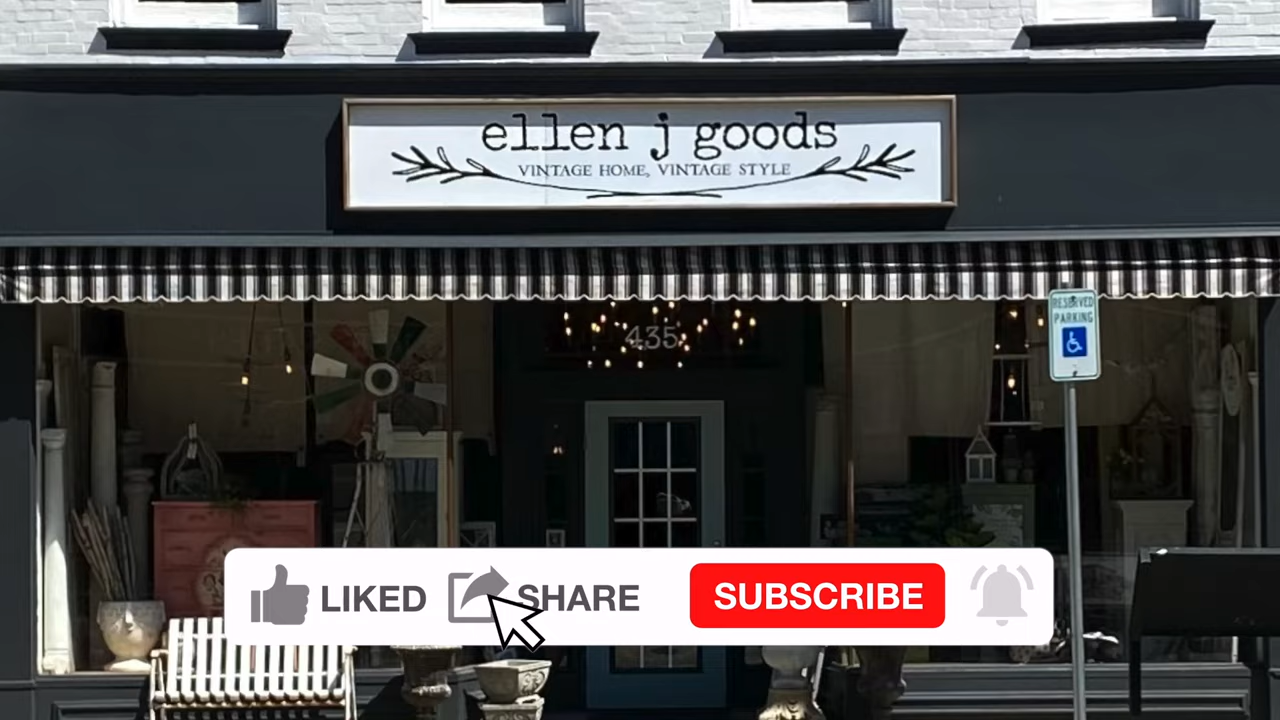 ellen j goods
VINTAGE HOME, VINTAGE STYLE
RESERVED
PARKING
435
LIKED SHARE SUBSCRIBE